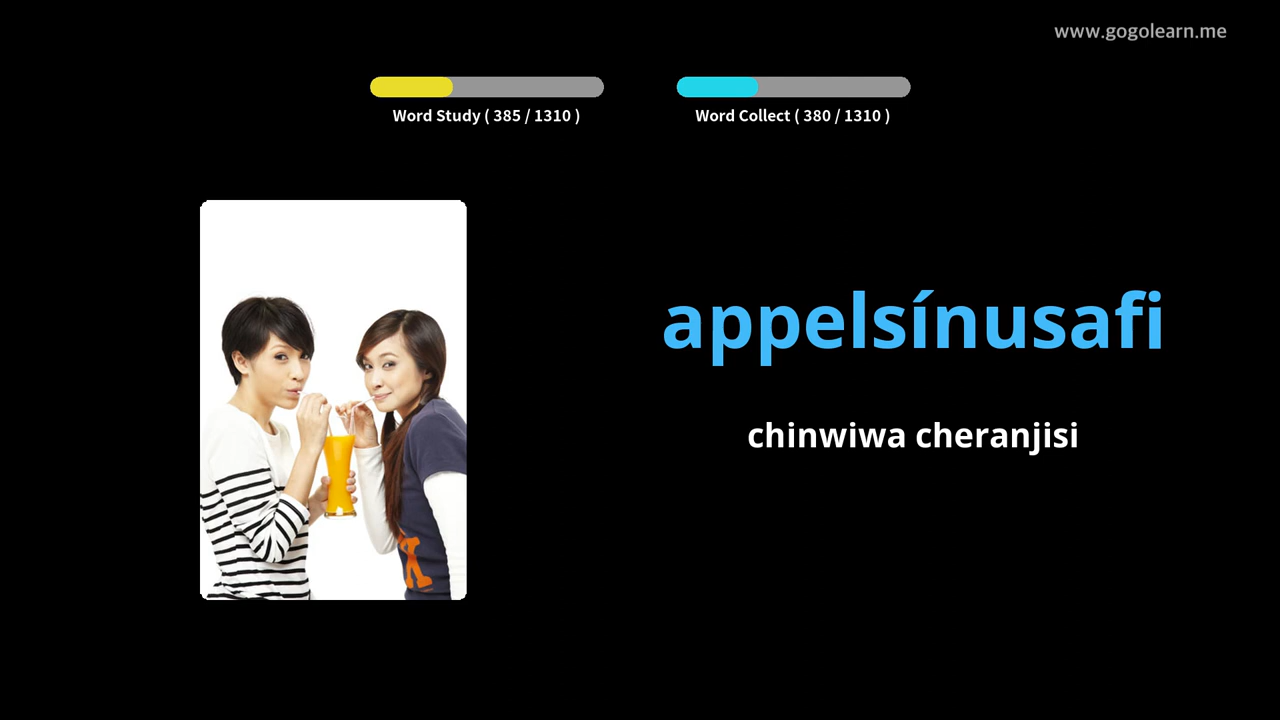 www.gogolearn.me
Word Study ( 385 / 1310 )
Word Collect ( 380 / 1310 )
appelsínusafi
chinwiwa cheranjisi